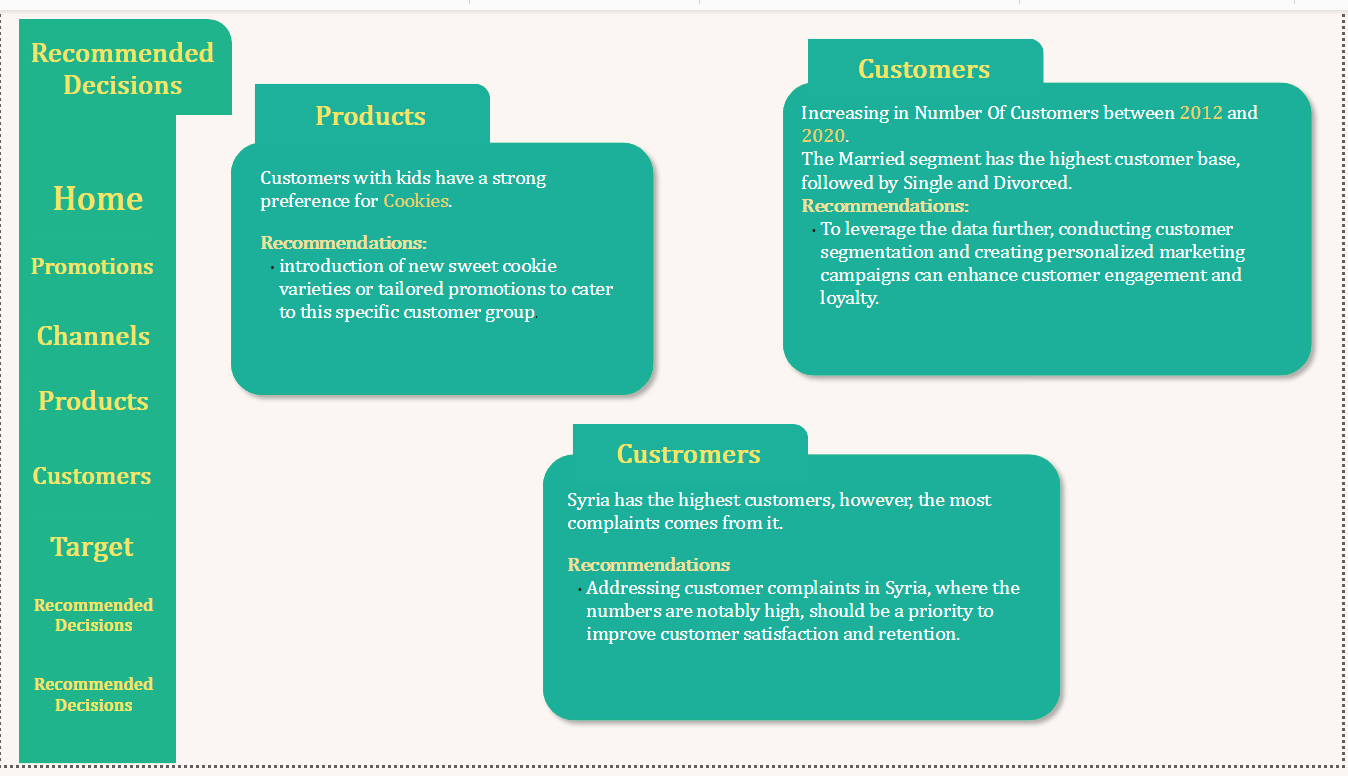 Recommended
Decisions
Home
Promotions
Channels
Products
Customers
Target
Recommended
Decisions
Recommended
Decisions
Products
Customers with kids have a strong
preference for Cookies.
Recommendations:
· introduction of new sweet cookie
varieties or tailored promotions to cater
to this specific customer group.
Customers
Increasing in Number Of Customers between 2012 and
2020.
The Married segment has the highest customer base,
followed by Single and Divorced.
Recommendations:
· To leverage the data further, conducting customer
segmentation and creating personalized marketing
campaigns can enhance customer engagement and
loyalty.
Custromers
Syria has the highest customers, however, the most
complaints comes from it.
Recommendations
· Addressing customer complaints in Syria, where the
numbers are notably high, should be a priority to
improve customer satisfaction and retention.